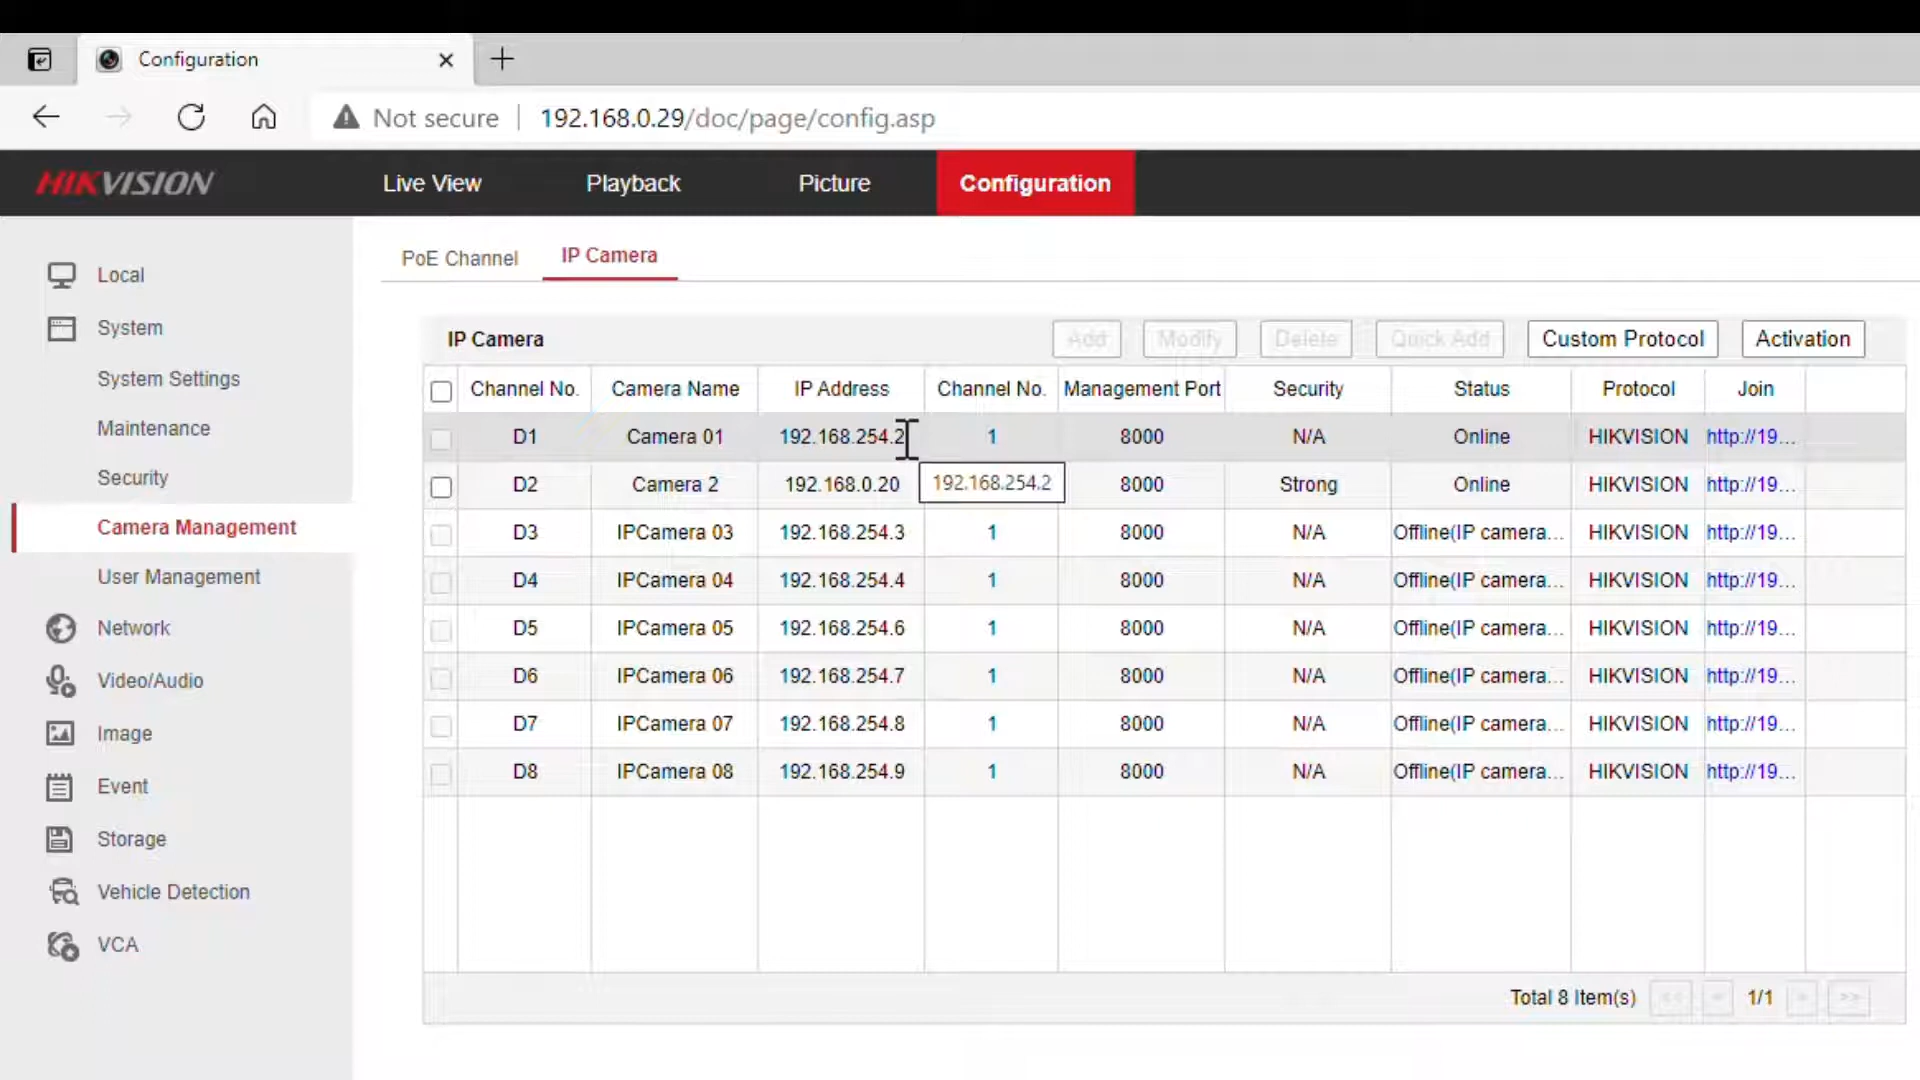 Configuration
Not secure 192.168.0.29/doc/page/config.asp
HIKVISION Live View Playback Picture Configuration
Local
System
System Settings
Maintenance
Security
Camera Management
User Management
Network
Video/Audio
Image
Event
Storage
Vehicle Detection
VCA
PoE Channel IP Camera
IP Camera Add Modify Delete Quick Add Custom Protocol Activation
Channel No. Camera Name IP Address Channel No. Management Port Security Status Protocol Join
D1 Camera 01 192.168.254.2 1 8000 N/A Online HIKVISION http://19...
D2 Camera 2 192.168.0.20 192.168.254.2 8000 Strong Online HIKVISION http://19...
D3 IPCamera 03 192.168.254.3 1 8000 N/A Offline(IP camera... HIKVISION http://19...
D4 IPCamera 04 192.168.254.4 1 8000 N/A Offline(IP camera... HIKVISION http://19...
D5 IPCamera 05 192.168.254.6 1 8000 N/A Offline(IP camera... HIKVISION http://19...
D6 IPCamera 06 192.168.254.7 1 8000 N/A Offline(IP camera... HIKVISION http://19...
D7 IPCamera 07 192.168.254.8 1 8000 N/A Offline(IP camera... HIKVISION http://19...
D8 IPCamera 08 192.168.254.9 1 8000 N/A Offline(IP camera... HIKVISION http://19...
Total 8 Item(s) << < 1/1 > >>